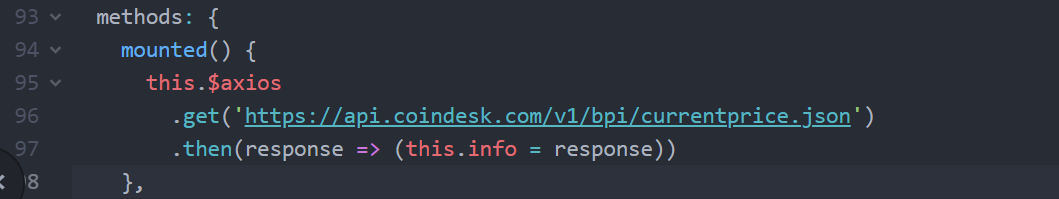 93 methods: {
94 mounted() {
95 this.$axios
96 .get('https://api.coindesk.com/v1/bpi/currentprice.json')
97 .then(response => (this.info = response))
98 },